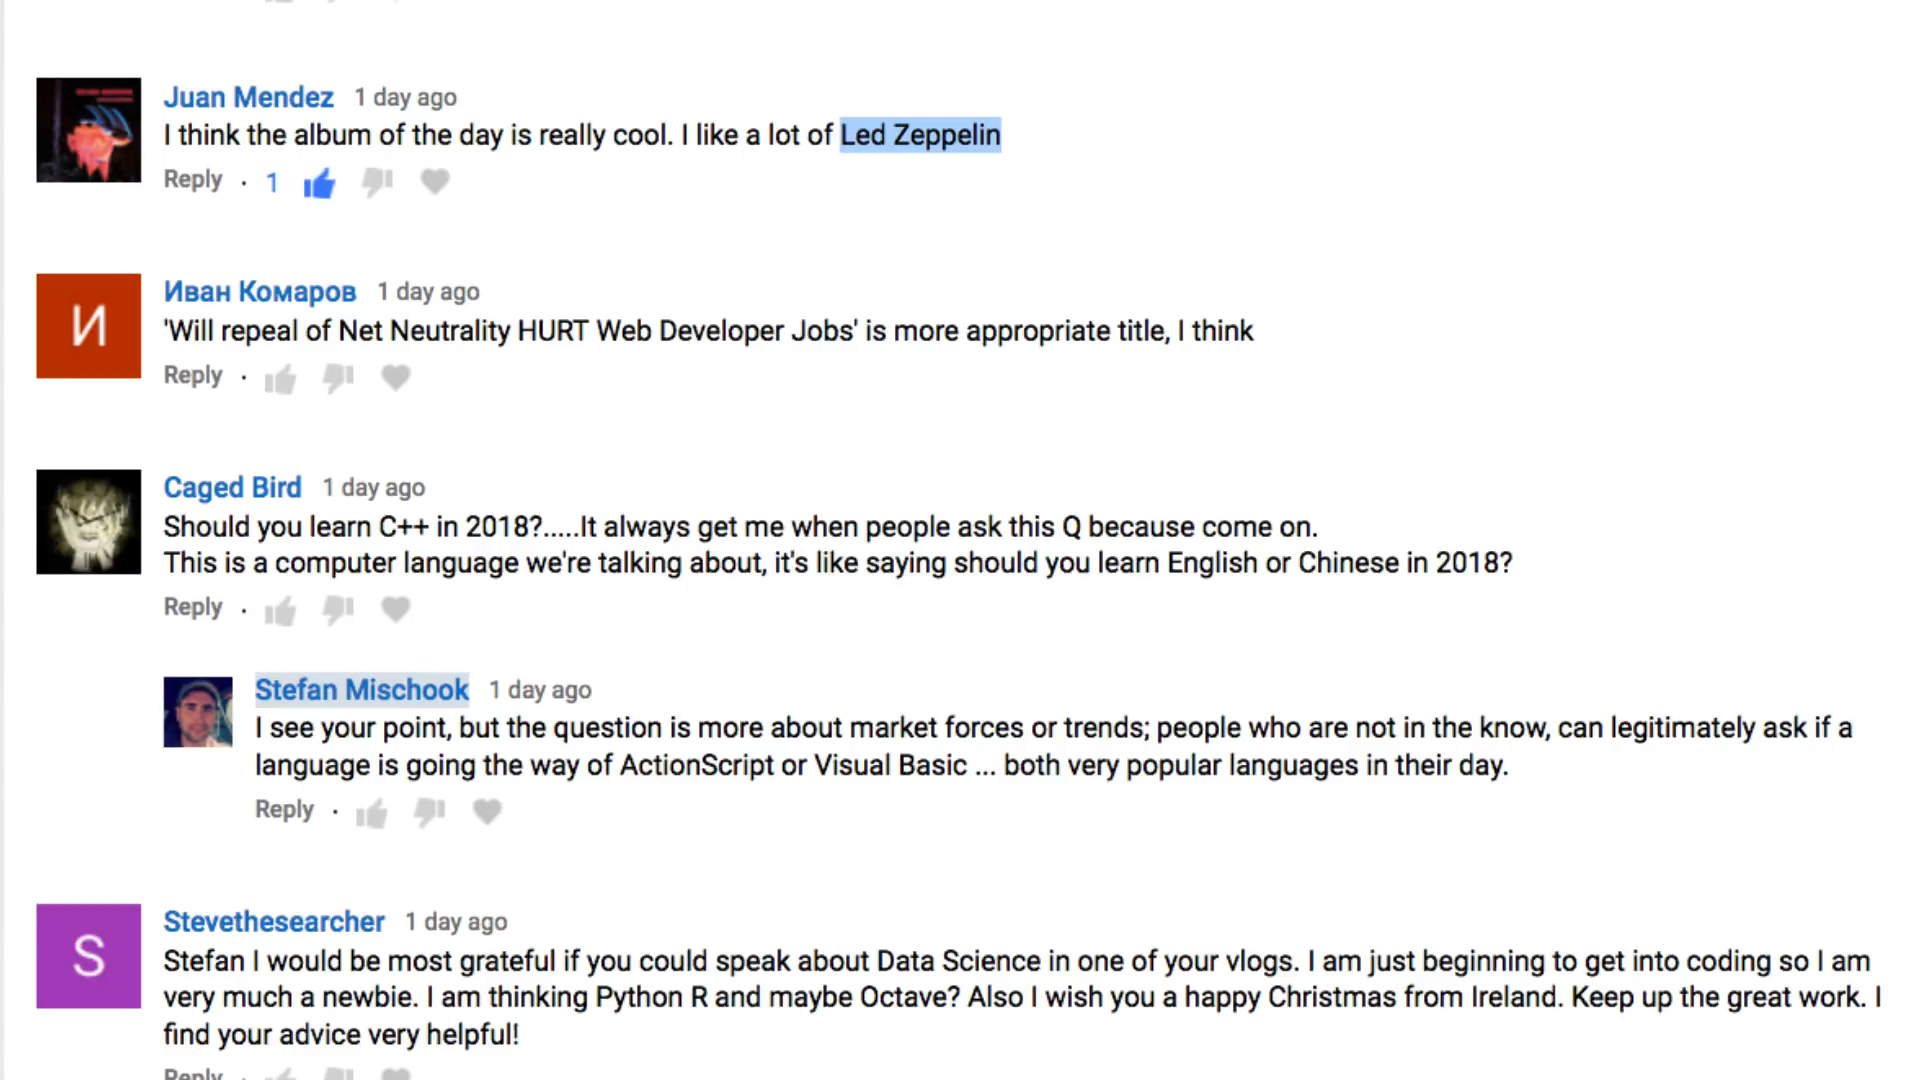 Juan Mendez 1 day ago
I think the album of the day is really cool. I like a lot of Led Zeppelin
Reply · 1
И
Иван Комаров 1 day ago
'Will repeal of Net Neutrality HURT Web Developer Jobs' is more appropriate title, I think
Reply ·
Caged Bird 1 day ago
Should you learn C++ in 2018?.....It always get me when people ask this Q because come on.
This is a computer language we're talking about, it's like saying should you learn English or Chinese in 2018?
Reply ·
Stefan Mischook 1 day ago
I see your point, but the question is more about market forces or trends; people who are not in the know, can legitimately ask if a
language is going the way of ActionScript or Visual Basic ... both very popular languages in their day.
Reply ·
S
Stevethesearcher 1 day ago
Stefan I would be most grateful if you could speak about Data Science in one of your vlogs. I am just beginning to get into coding so I am
very much a newbie. I am thinking Python R and maybe Octave? Also I wish you a happy Christmas from Ireland. Keep up the great work. I
find your advice very helpful!
Reply ·